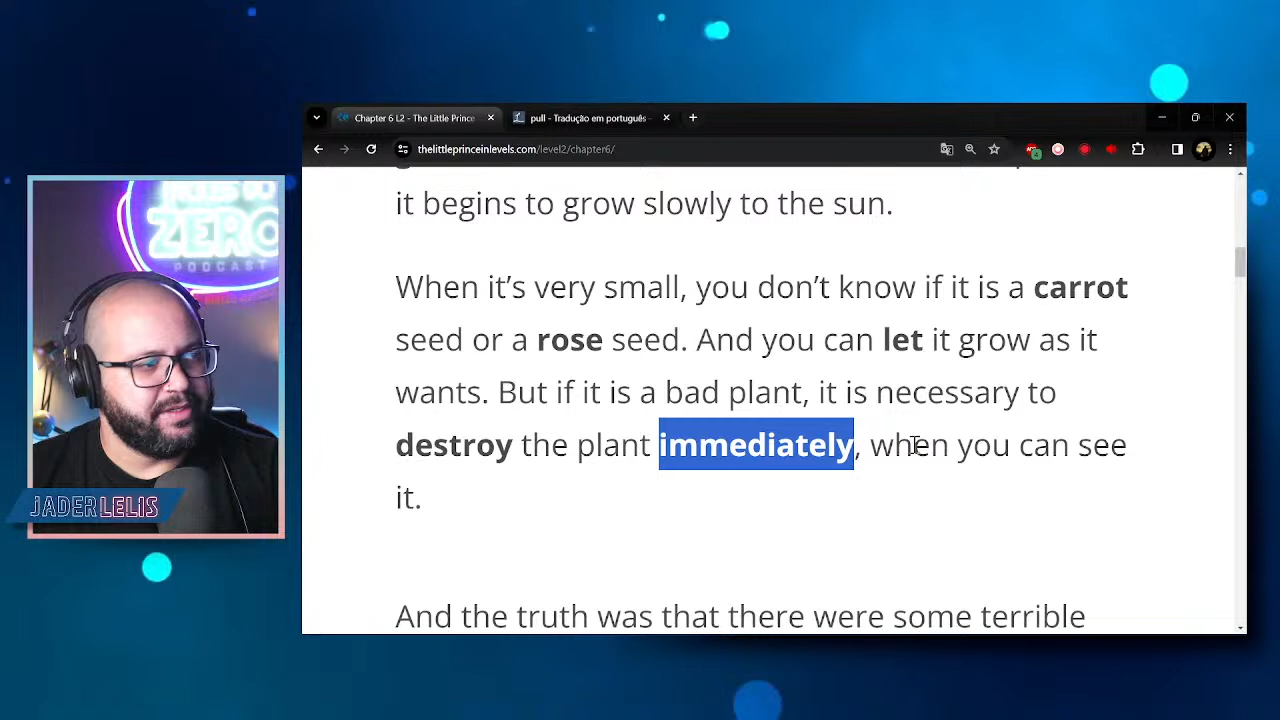 Chapter 6 L2 - The Little Prince
pull - Tradução em português -
thelittleprinceinlevels.com/level2/chapter6/
it begins to grow slowly to the sun.
When it's very small, you don't know if it is a carrot
seed or a rose seed. And you can let it grow as it
wants. But if it is a bad plant, it is necessary to
destroy the plant immediately, when you can see
it.
And the truth was that there were some terrible
ZERO
PODCAST
JADERLELIS